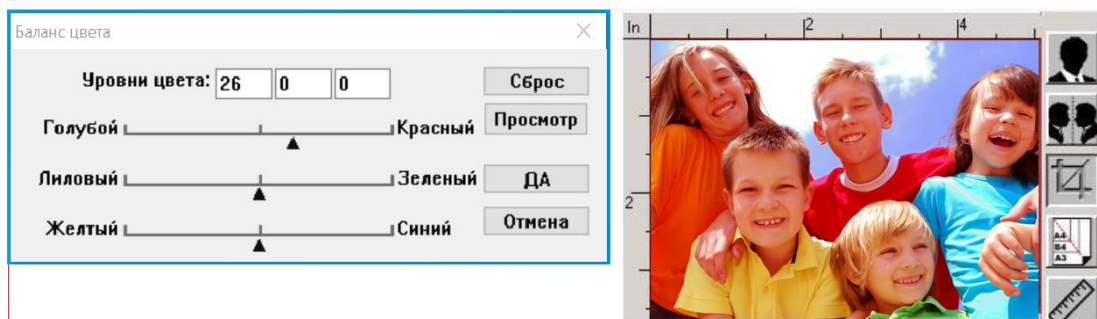 Баланс цвета
Уровни цвета: 26 0 0
Сброс
Голубой Красный
Просмотр
Лиловый Зеленый
ДА
Желтый Синий
Отмена
In 2 4
2
A4
B4
A3